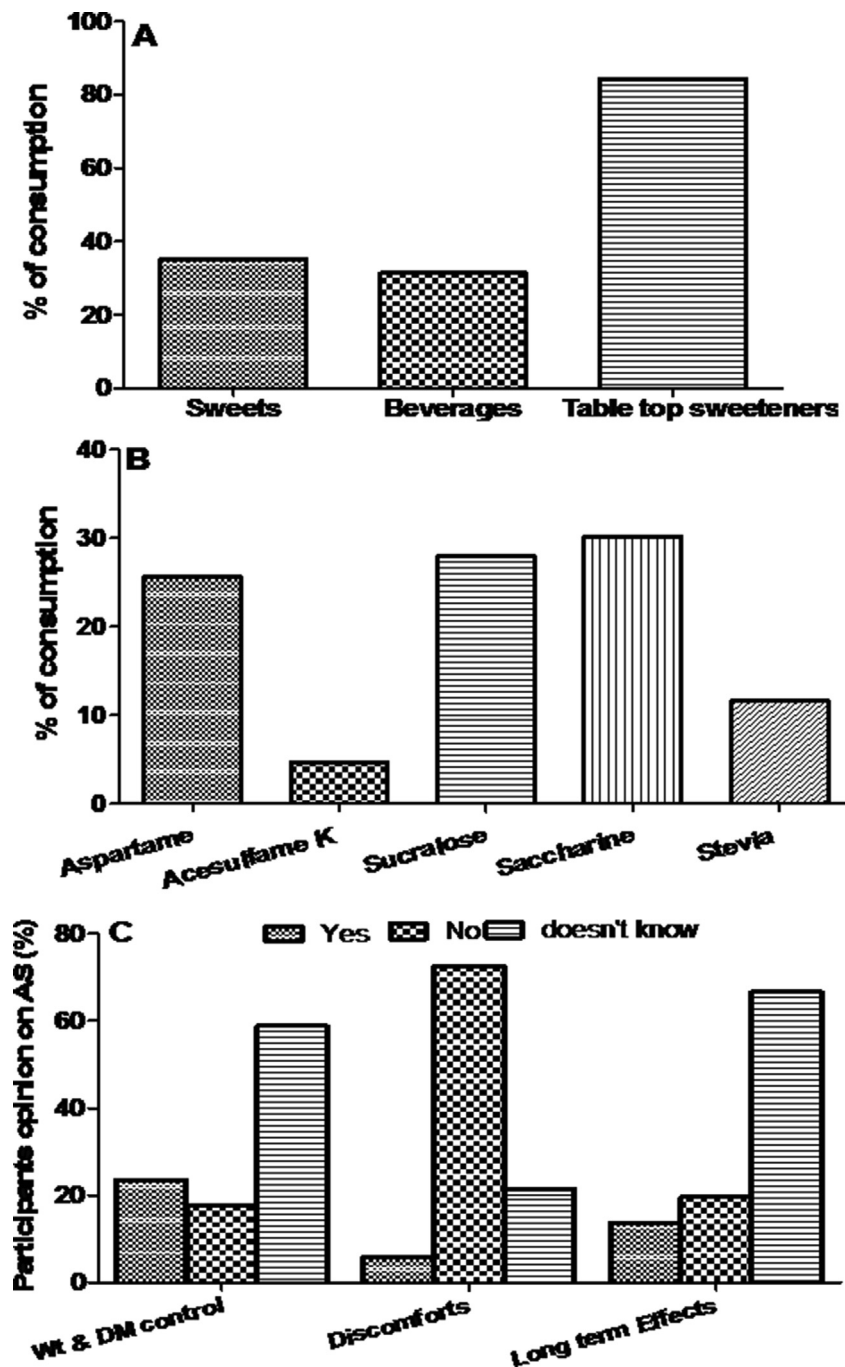 A
% of consumption
100
80
60
40
20
0
Sweets
Beverages
Table top sweeteners
B
% of consumption
40
30
20
10
0
Aspartame
Acesulfame K
Sucralose
Saccharine
Stevia
C
Yes
No
doesn't know
Participants opinion on AS (%)
80
60
40
20
0
Wt & DM control
Discomforts
Long term Effects